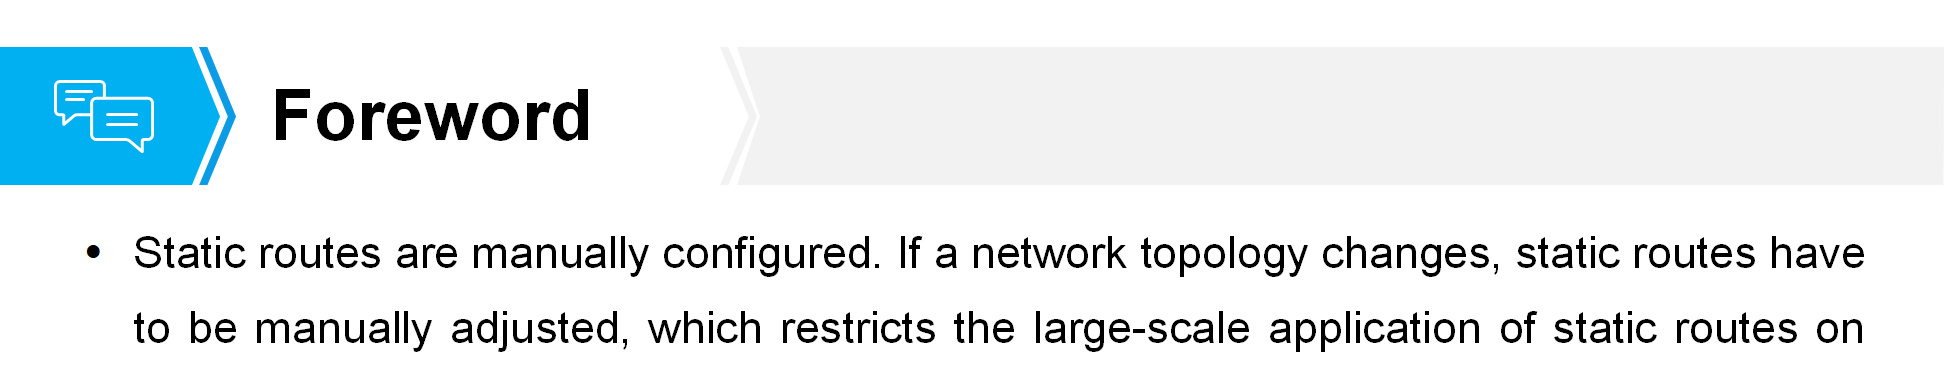 Foreword
• Static routes are manually configured. If a network topology changes, static routes have
to be manually adjusted, which restricts the large-scale application of static routes on